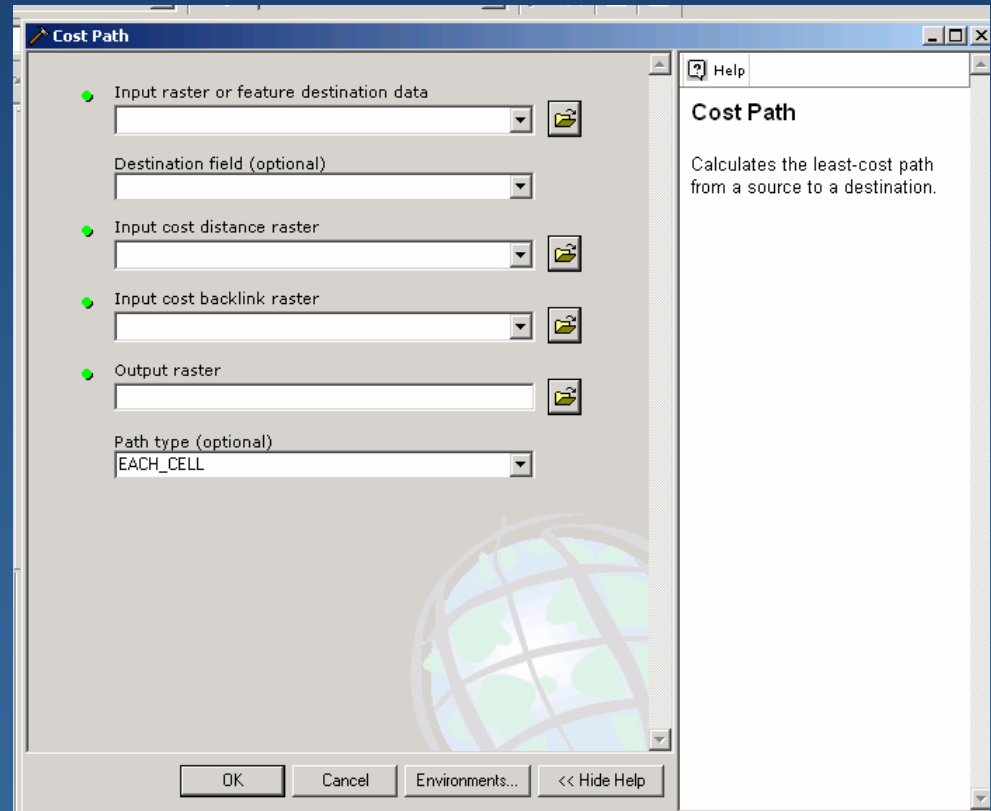 Cost Path
Input raster or feature destination data
Destination field (optional)
Input cost distance raster
Input cost backlink raster
Output raster
Path type (optional)
EACH_CELL
OK
Cancel
Environments...
<< Hide Help
Help
Cost Path
Calculates the least-cost path
from a source to a destination.